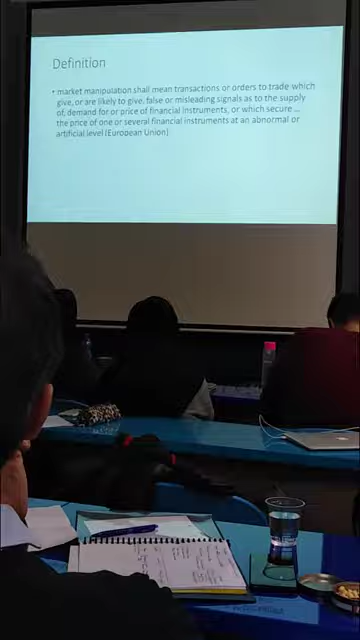 Definition
• market manipulation shall mean transactions or orders to trade which
give, or are likely to give, false or misleading signals as to the supply
of, demand for or price of financial instruments, or which secure ...
the price of one or several financial instruments at an abnormal or
artificial level (European Union)